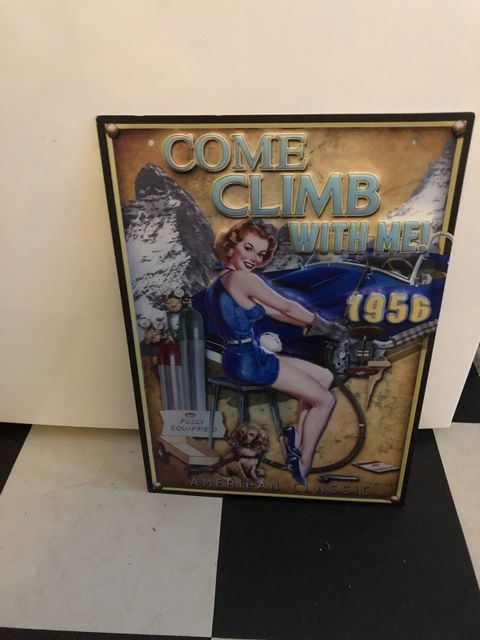 COME
CLIMB
WITH ME!
1956
FULLY
EQUIPPED
AMERICAN CLASSIC